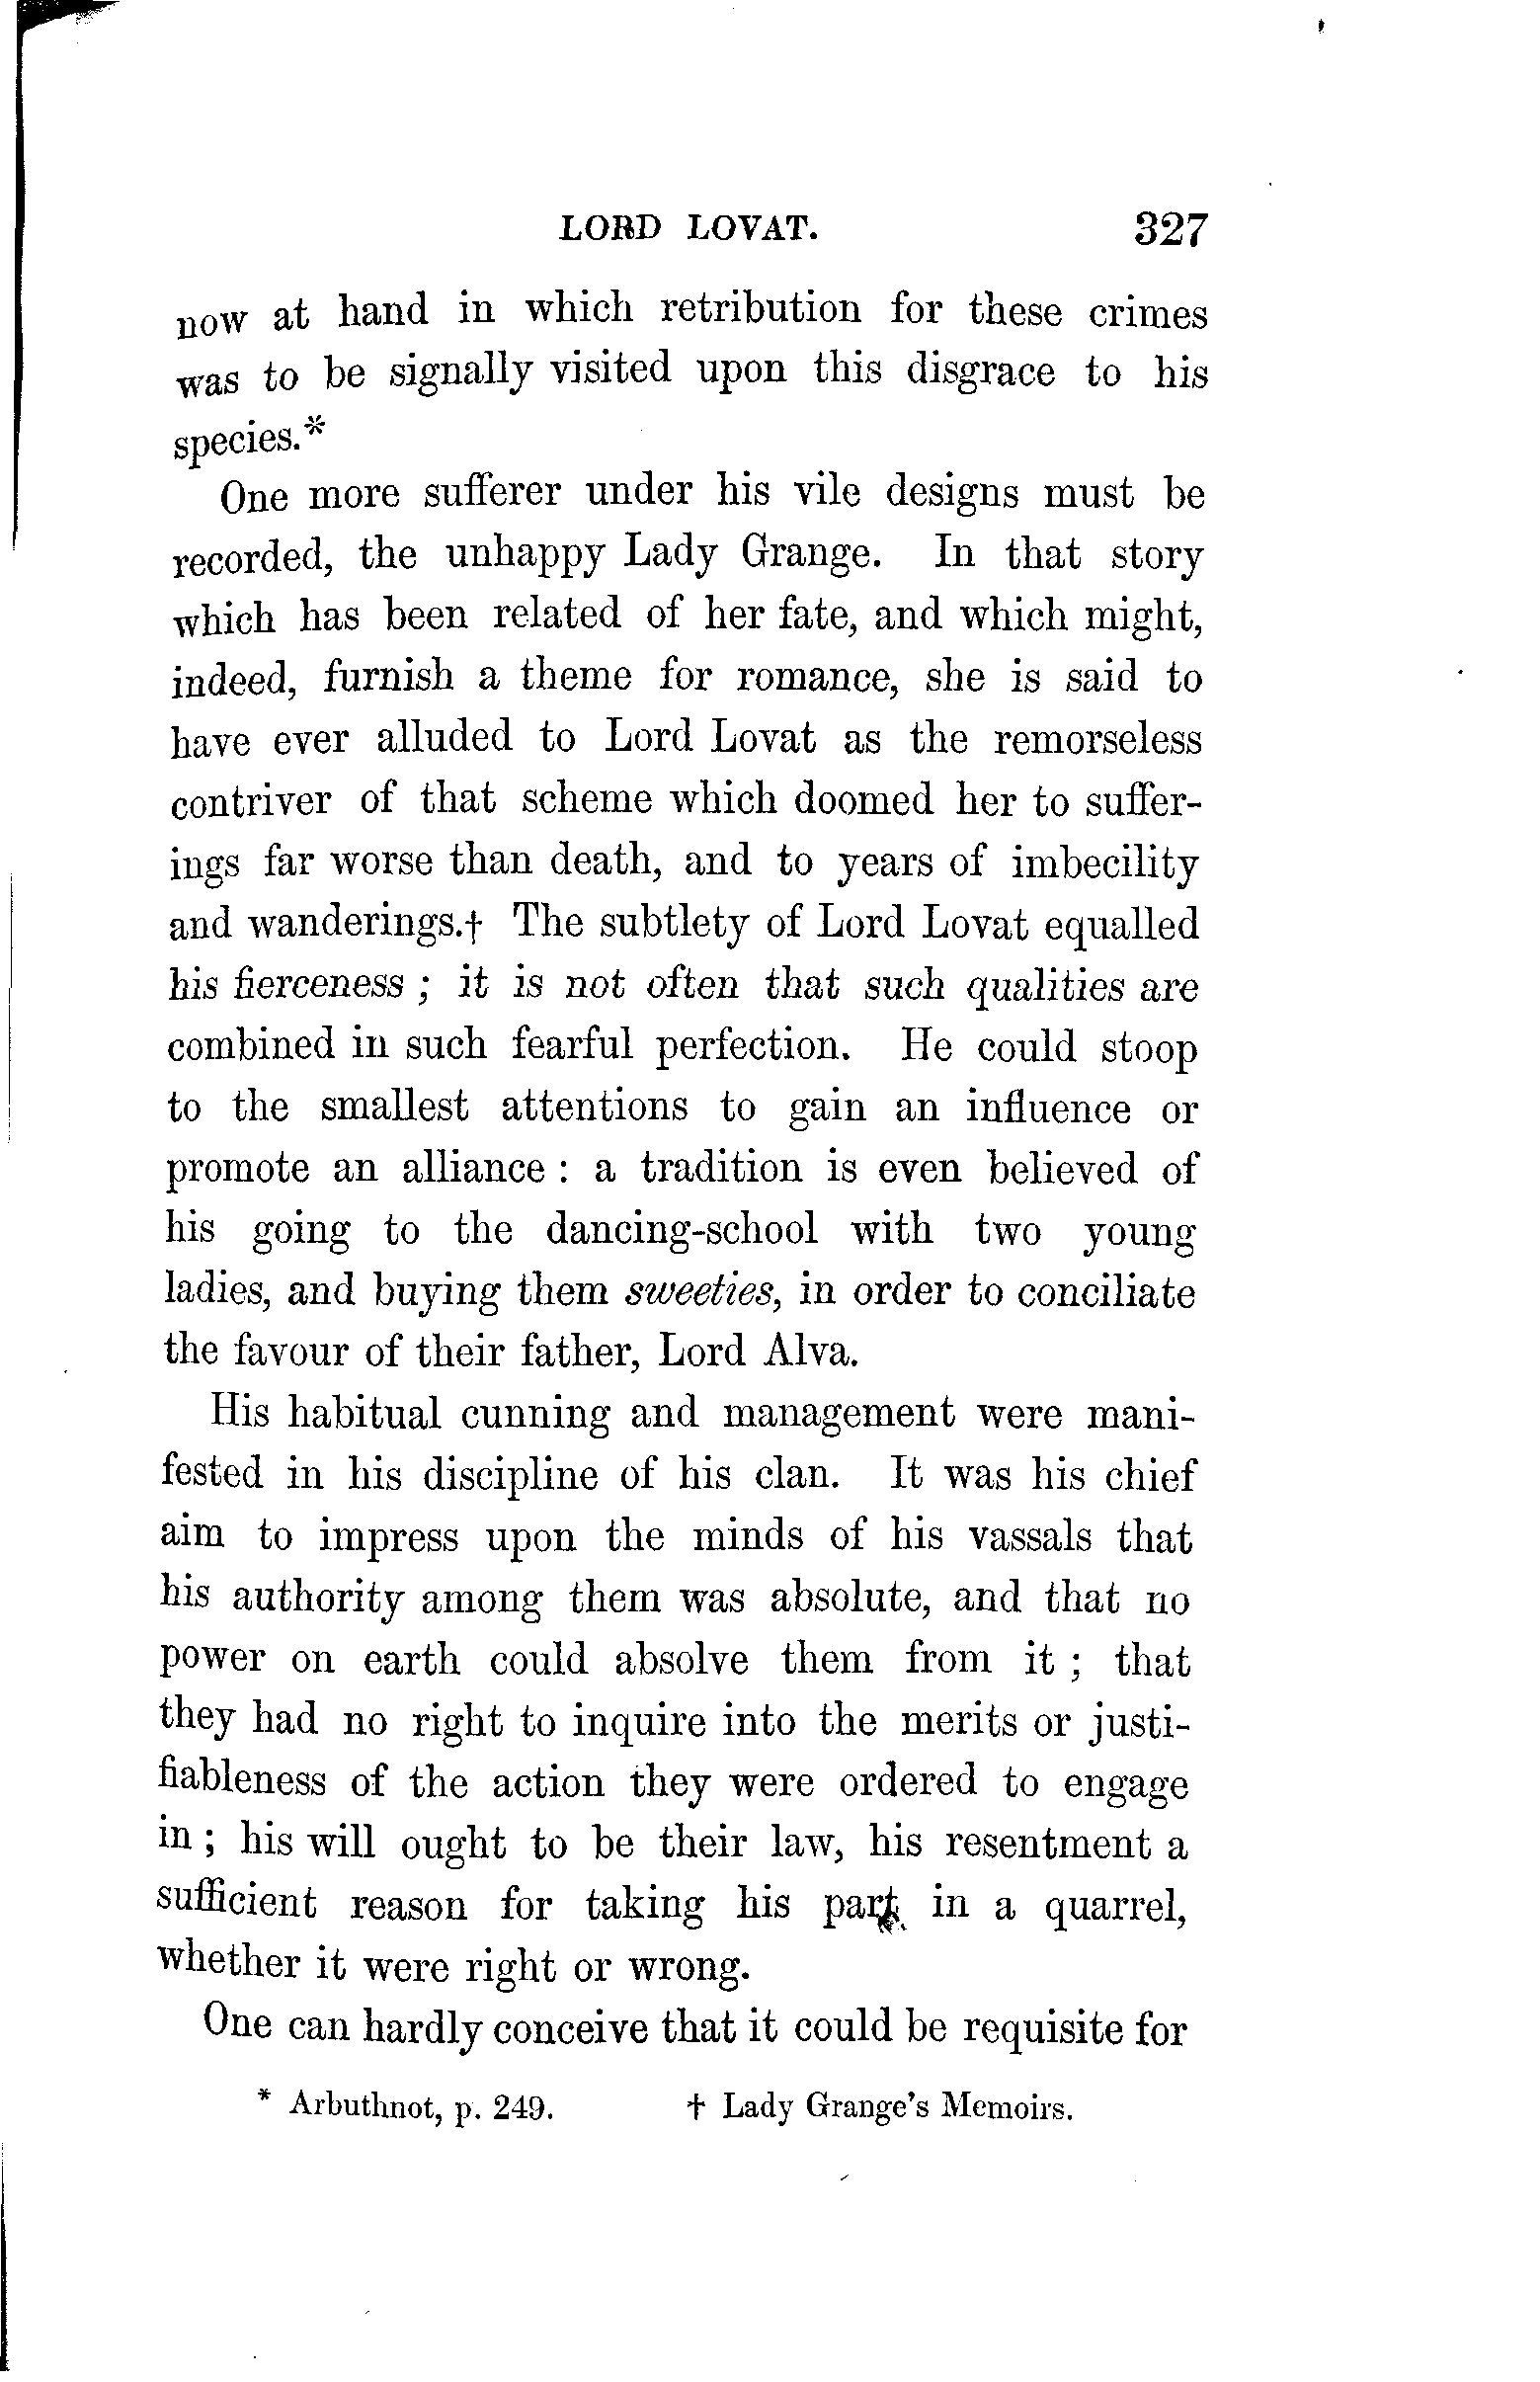 LORD LOVAT. 327
now at hand in which retribution for these crimes
was to be signally visited upon this disgrace to his
species.*
One more sufferer under his vile designs must be
recorded, the unhappy Lady Grange. In that story
which has been related of her fate, and which might,
indeed, furnish a theme for romance, she is said to
have ever alluded to Lord Lovat as the remorseless
contriver of that scheme which doomed her to suffer-
ings far worse than death, and to years of imbecility
and wanderings.† The subtlety of Lord Lovat equalled
his fierceness ; it is not often that such qualities are
combined in such fearful perfection. He could stoop
to the smallest attentions to gain an influence or
promote an alliance : a tradition is even believed of
his going to the dancing-school with two young
ladies, and buying them sweeties, in order to conciliate
the favour of their father, Lord Alva.
His habitual cunning and management were mani-
fested in his discipline of his clan. It was his chief
aim to impress upon the minds of his vassals that
his authority among them was absolute, and that no
power on earth could absolve them from it ; that
they had no right to inquire into the merits or justi-
fiableness of the action they were ordered to engage
in ; his will ought to be their law, his resentment a
sufficient reason for taking his part in a quarrel,
whether it were right or wrong.
One can hardly conceive that it could be requisite for
* Arbuthnot, p. 249. † Lady Grange's Memoirs.